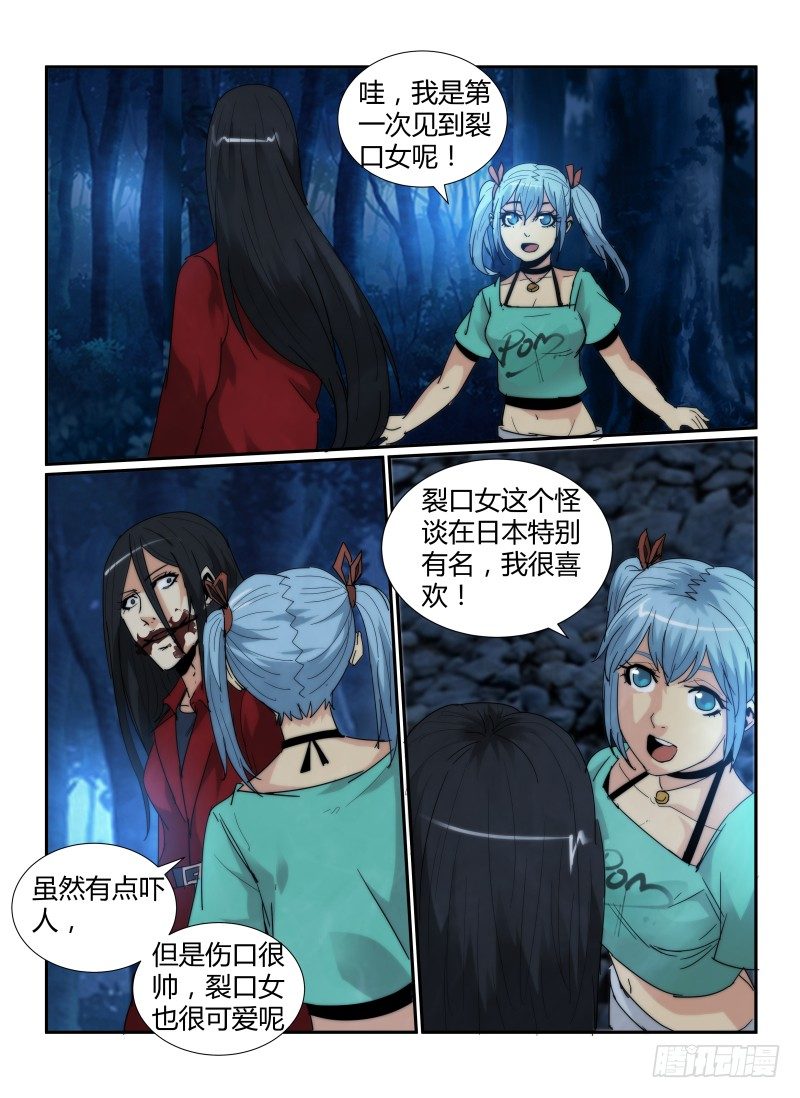 哇，我是第
一次见到裂
口女呢！
POM
裂口女这个怪
谈在日本特别
有名，我很喜
欢！
POM
虽然有点吓
人，
但是伤口很
帅，裂口女
也很可爱呢
腾讯动漫